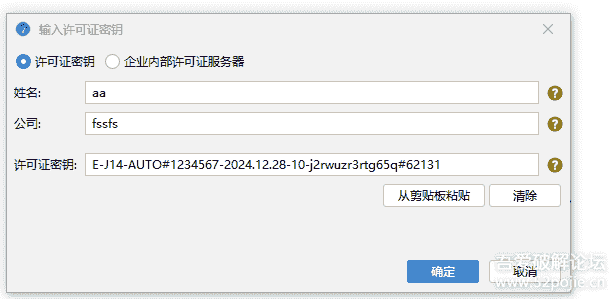 输入许可证密钥
许可证密钥 企业内部许可证服务器
姓名: aa
公司: fssfs
许可证密钥: E-J14-AUTO#1234567-2024.12.28-10-j2rwuzr3rtg65q#62131
从剪贴板粘贴 清除
确定 取消
吾爱破解论坛
www.52pojie.cn